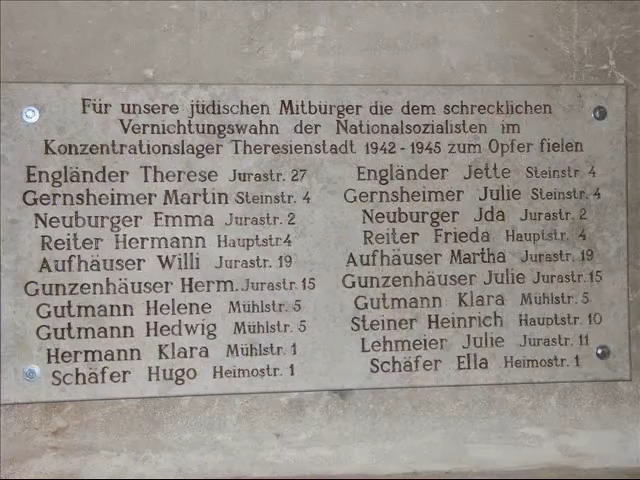 Für unsere jüdischen Mitbürger die dem schrecklichen
Vernichtungswahn der Nationalsozialisten im
Konzentrationslager Theresienstadt 1942 - 1945 zum Opfer fielen
Engländer Therese Jurastr. 27
Gernsheimer Martin Steinstr. 4
Neuburger Emma Jurastr. 2
Reiter Hermann Hauptstr.4
Aufhäuser Willi Jurastr. 19
Gunzenhäuser Herm. Jurastr. 15
Gutmann Helene Mühlstr. 5
Gutmann Hedwig Mühlstr. 5
Hermann Klara Mühlstr. 1
Schäfer Hugo Heimostr. 1
Engländer Jette Steinstr 4
Gernsheimer Julie Steinstr. 4
Neuburger Jda Jurastr. 2
Reiter Frieda Hauptstr. 4
Aufhäuser Martha Jurastr. 19
Gunzenhäuser Julie Jurastr. 15
Gutmann Klara Mühlstr. 5
Steiner Heinrich Hauptstr. 10
Lehmeier Julie Jurastr. 11
Schäfer Ella Heimostr. 1